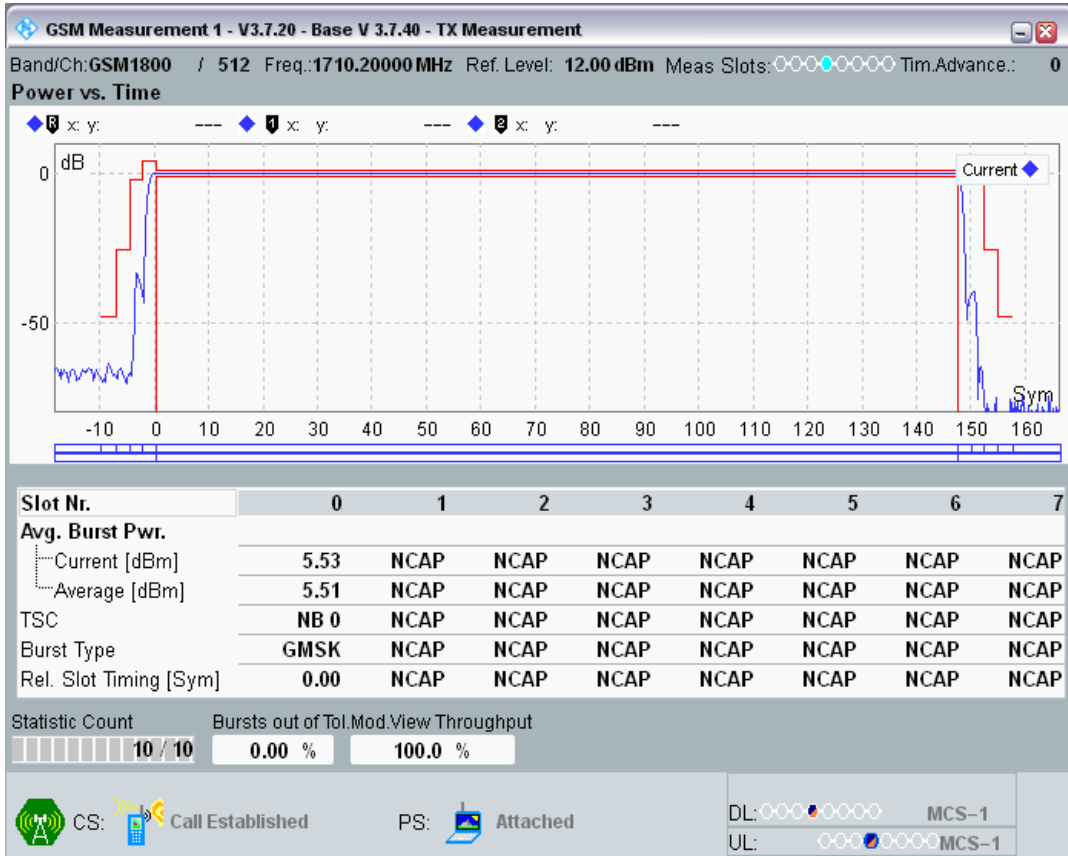 GSM Measurement 1 - V3.7.20 - Base V 3.7.40 - TX Measurement
Band/Ch:GSM1800 / 512 Freq.:1710.20000 MHz Ref. Level: 12.00 dBm Meas Slots: Tim.Advance.: 0
Power vs. Time
R x: y: --- 1 x: y: --- 2 x: y: ---
dB
Current
0
-50
Sym
-10 0 10 20 30 40 50 60 70 80 90 100 110 120 130 140 150 160
Slot Nr. 0 1 2 3 4 5 6 7
Avg. Burst Pwr.
Current [dBm] 5.53 NCAP NCAP NCAP NCAP NCAP NCAP NCAP
Average [dBm] 5.51 NCAP NCAP NCAP NCAP NCAP NCAP NCAP
TSC NB 0 NCAP NCAP NCAP NCAP NCAP NCAP NCAP
Burst Type GMSK NCAP NCAP NCAP NCAP NCAP NCAP NCAP
Rel. Slot Timing [Sym] 0.00 NCAP NCAP NCAP NCAP NCAP NCAP NCAP
Statistic Count Bursts out of Tol.Mod.View Throughput
10 / 10 0.00 % 100.0 %
CS: Call Established PS: Attached
DL: MCS-1
UL: MCS-1